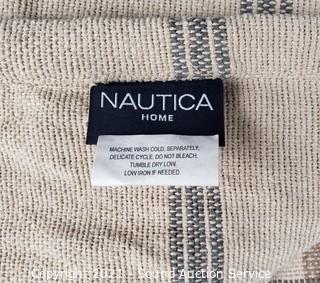 NAUTICA
HOME
MACHINE WASH COLD, SEPARATELY,
DELICATE CYCLE. DO NOT BLEACH.
TUMBLE DRY LOW.
LOW IRON IF NEEDED.
Copyright 2021 - Sound Auction Service